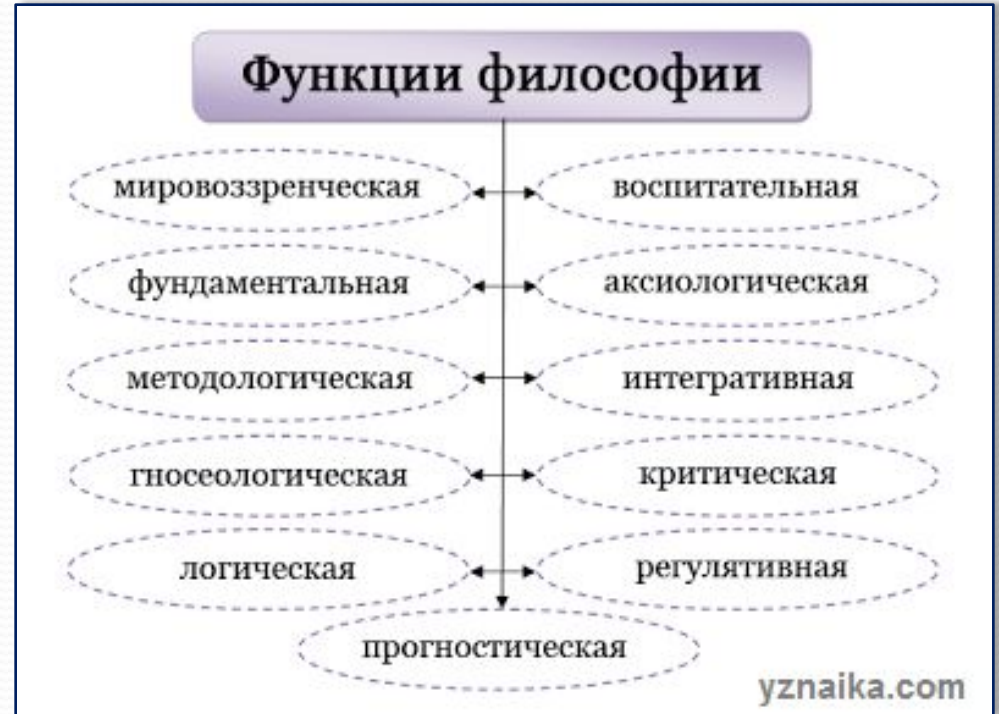 Функции философии
мировоззренческая
воспитательная
фундаментальная
аксиологическая
методологическая
интегративная
гносеологическая
критическая
логическая
регулятивная
прогностическая
yznaika.com